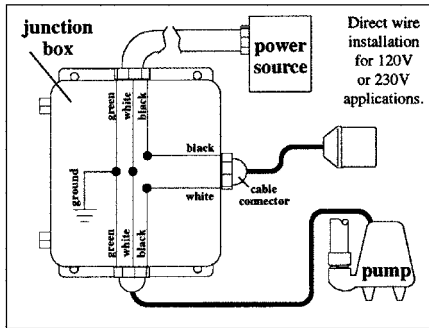 junction
box
power
source
Direct wire
installation
for 120V
or 230V
applications.
green
white
black
black
white
cable
connector
ground
green
white
black
pump